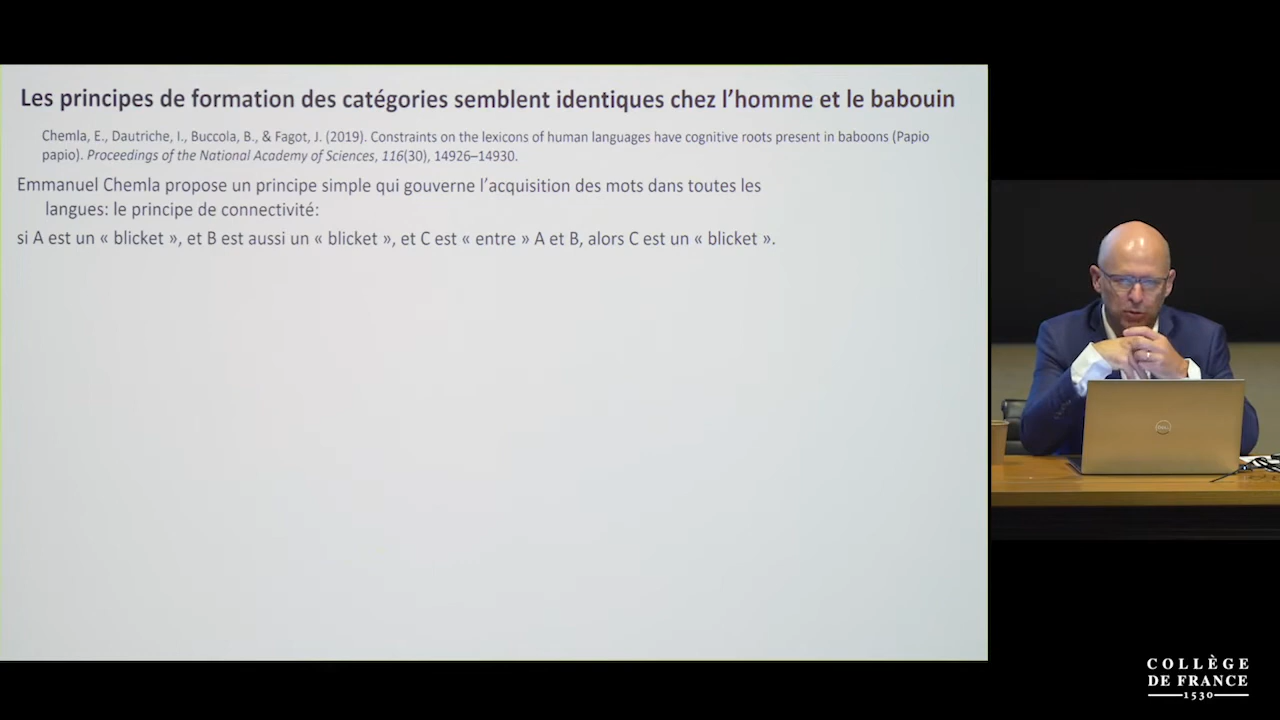 Les principes de formation des catégories semblent identiques chez l'homme et le babouin
Chemla, E., Dautriche, I., Buccola, B., & Fagot, J. (2019). Constraints on the lexicons of human languages have cognitive roots present in baboons (Papio
papio). Proceedings of the National Academy of Sciences, 116(30), 14926–14930.
Emmanuel Chemla propose un principe simple qui gouverne l'acquisition des mots dans toutes les
langues: le principe de connectivité:
si A est un « blicket », et B est aussi un « blicket », et C est « entre » A et B, alors C est un « blicket ».
DELL
COLLÈGE
DE FRANCE
1530